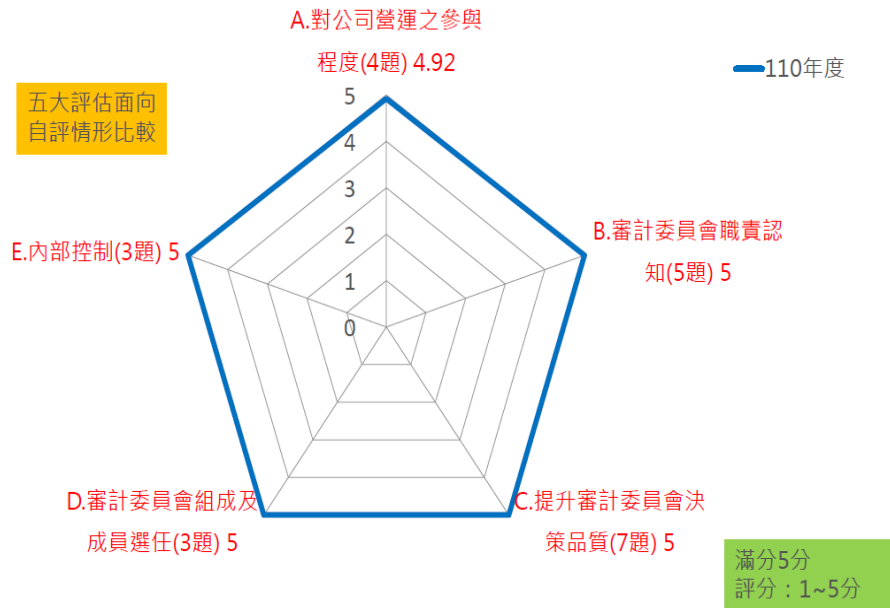 A.對公司營運之參與
程度(4題) 4.92
110年度
五大評估面向
自評情形比較
5
4
3
2
1
0
B.審計委員會職責認
知(5題) 5
E.內部控制(3題) 5
D.審計委員會組成及
成員選任(3題) 5
C.提升審計委員會決
策品質(7題) 5
滿分5分
評分：1~5分